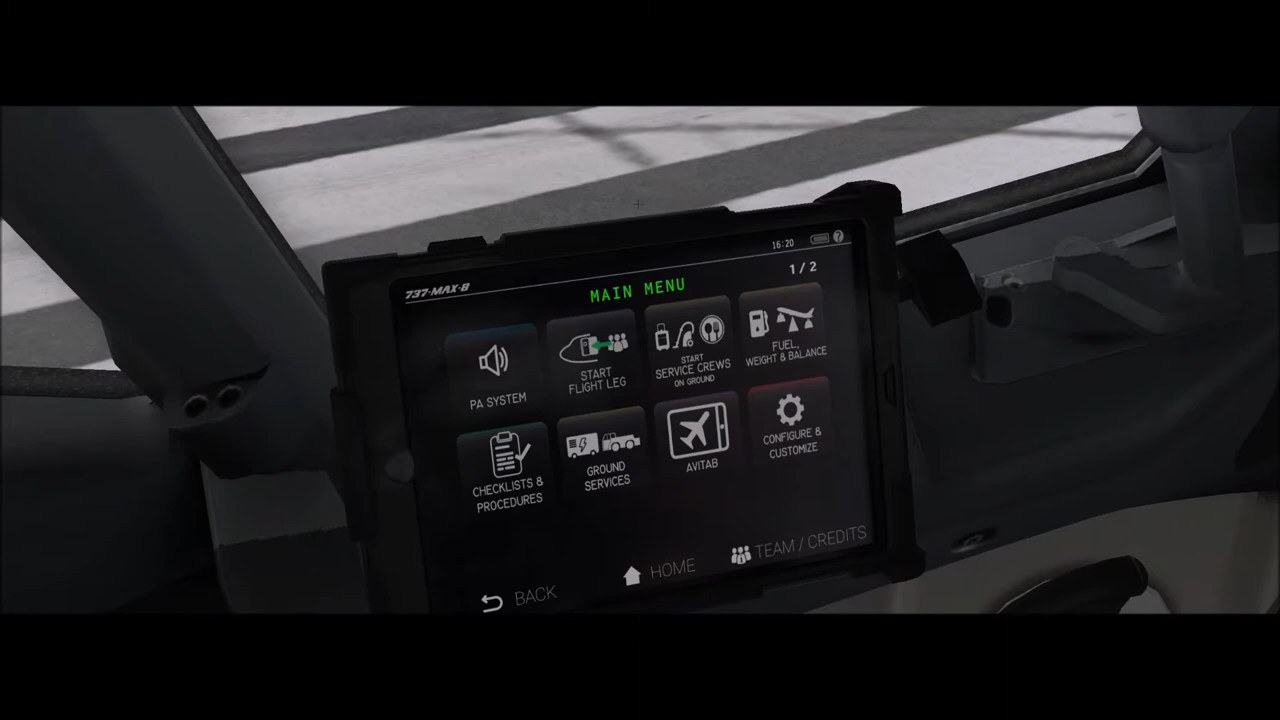 16:20
737-MAX-8
MAIN MENU
1/2
PA SYSTEM
START
FLIGHT LEG
START
SERVICE CREWS
ON GROUND
FUEL,
WEIGHT & BALANCE
CHECKLISTS &
PROCEDURES
GROUND
SERVICES
AVITAB
CONFIGURE &
CUSTOMIZE
BACK
HOME
TEAM / CREDITS